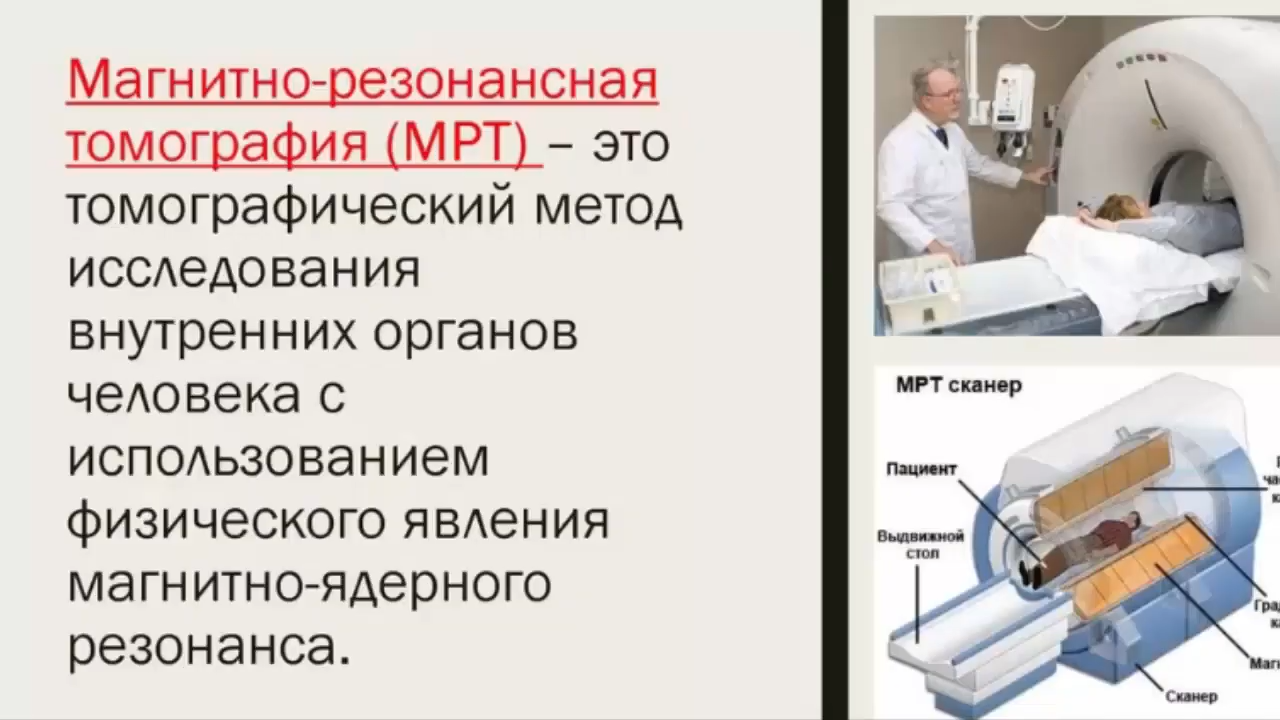 Магнитно-резонансная
томография (МРТ) – это
томографический метод
исследования
внутренних органов
человека с
использованием
физического явления
магнитно-ядерного
резонанса.
МРТ сканер
Пациент
Выдвижной
стол
Сканер